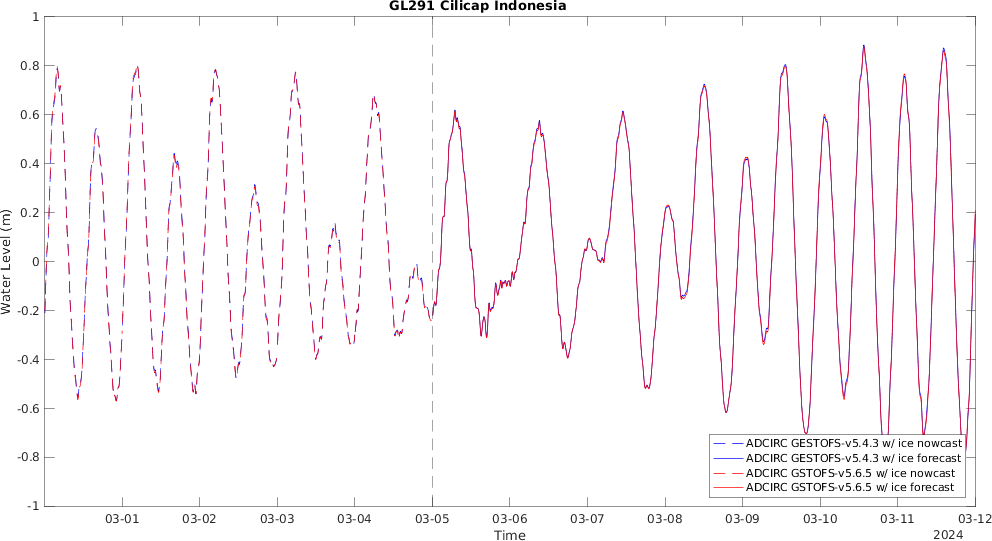 GL291 Cilicap Indonesia
1
0.8
0.6
0.4
0.2
0
-0.2
-0.4
-0.6
-0.8
-1
Water Level (m)
ADCIRC GESTOFS-v5.4.3 w/ ice nowcast
ADCIRC GESTOFS-v5.4.3 w/ ice forecast
ADCIRC GSTOFS-v5.6.5 w/ ice nowcast
ADCIRC GSTOFS-v5.6.5 w/ ice forecast
03-01 03-02 03-03 03-04 03-05 03-06 03-07 03-08 03-09 03-10 03-11 03-12
Time
2024